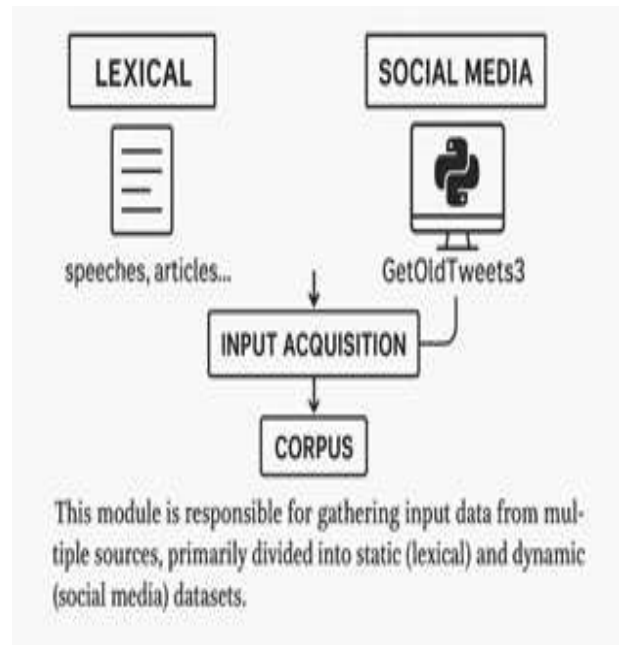 LEXICAL
SOCIAL MEDIA
speeches, articles...
GetOldTweets3
INPUT ACQUISITION
CORPUS
This module is responsible for gathering input data from mul-
tiple sources, primarily divided into static (lexical) and dynamic
(social media) datasets.